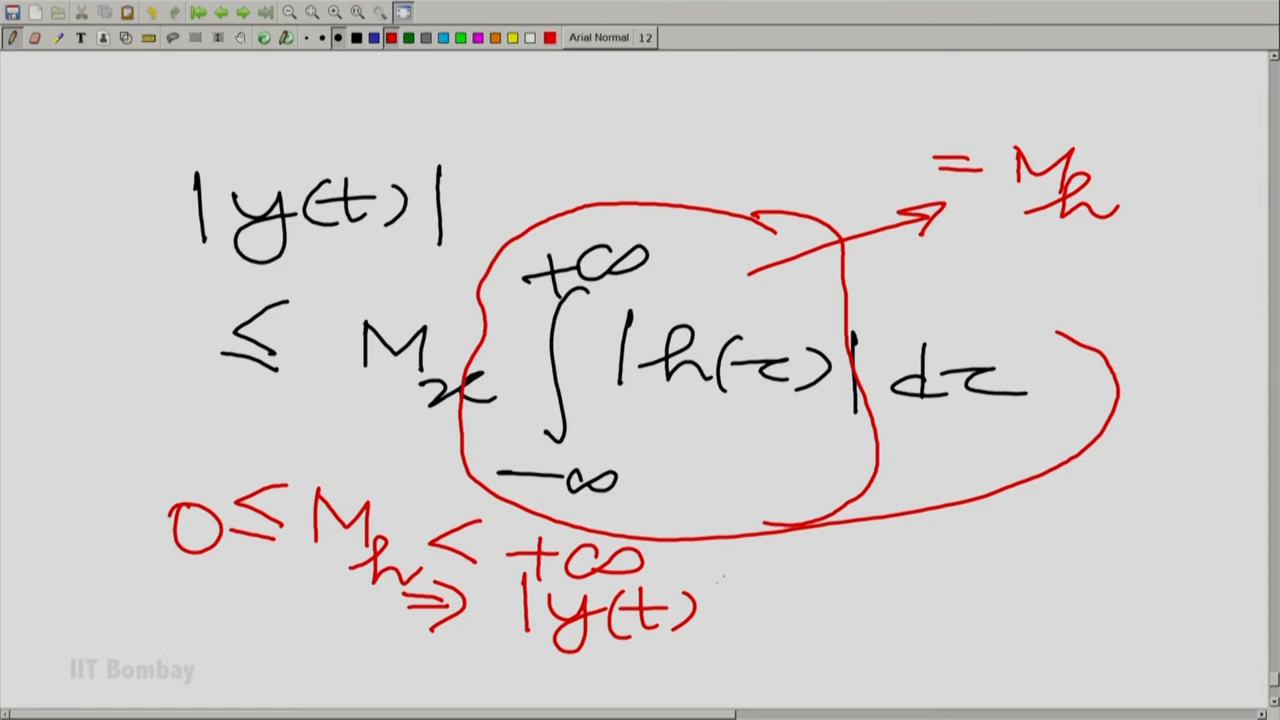 Arial Normal 12
|y(t)|
= M_h
≤ M_x ∫_{-∞}^{+∞} |h(τ)| dτ
0 ≤ M_h < +∞
⇒ |y(t)
IIT Bombay